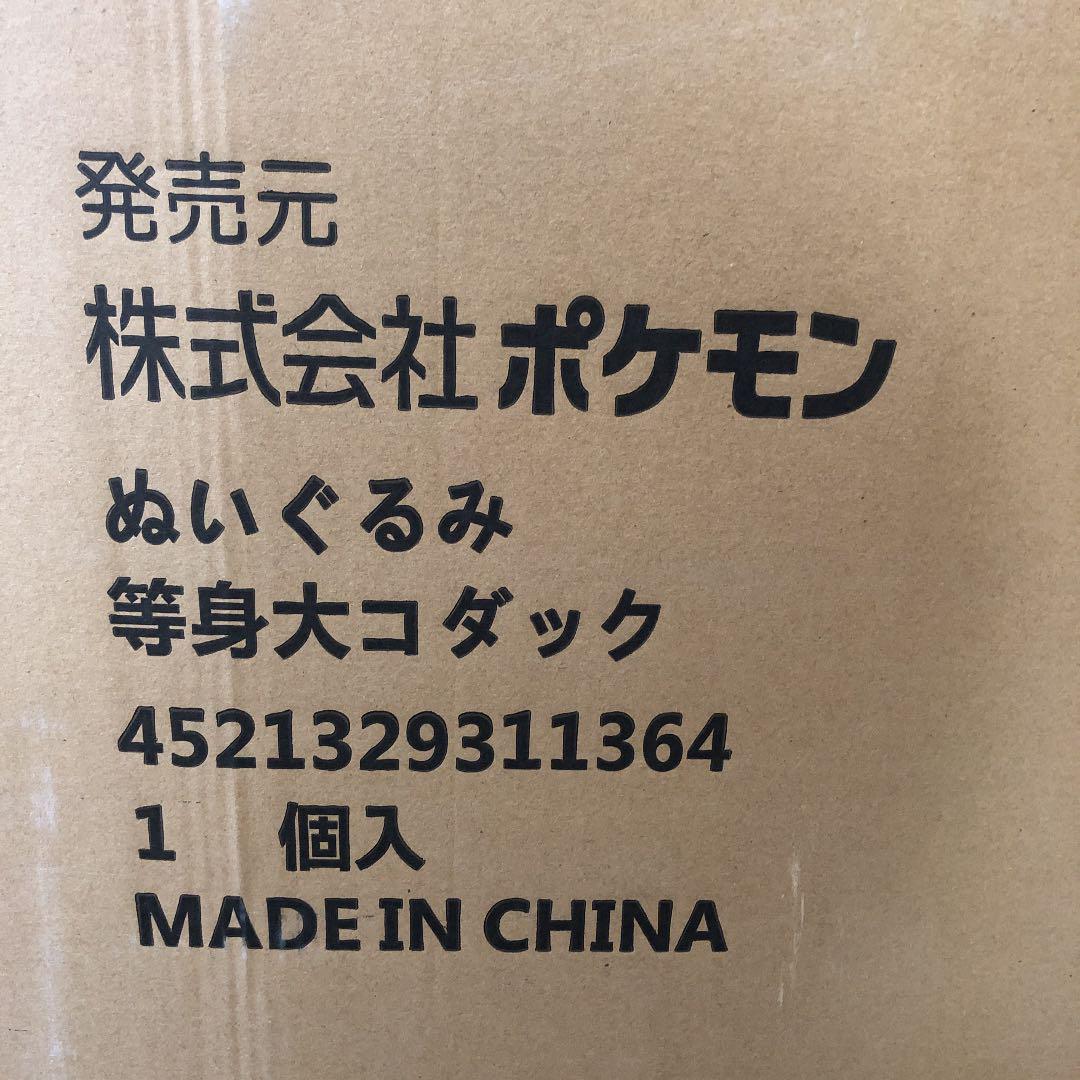 発売元
株式会社ポケモン
ぬいぐるみ
等身大コダック
4521329311364
1 個入
MADE IN CHINA